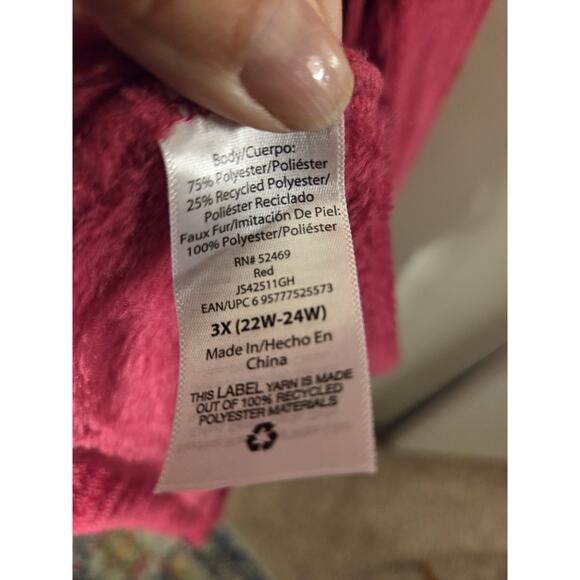 Body/Cuerpo:
75% Polyester/Poliéster
25% Recycled Polyester/
Poliéster Reciclado
Faux Fur/Imitación De Piel:
100% Polyester/Poliéster
RN# 52469
Red
JS42511GH
EAN/UPC 6 95777525573
3X (22W-24W)
Made In/Hecho En
China
THIS LABEL YARN IS MADE
OUT OF 100% RECYCLED
POLYESTER MATERIALS